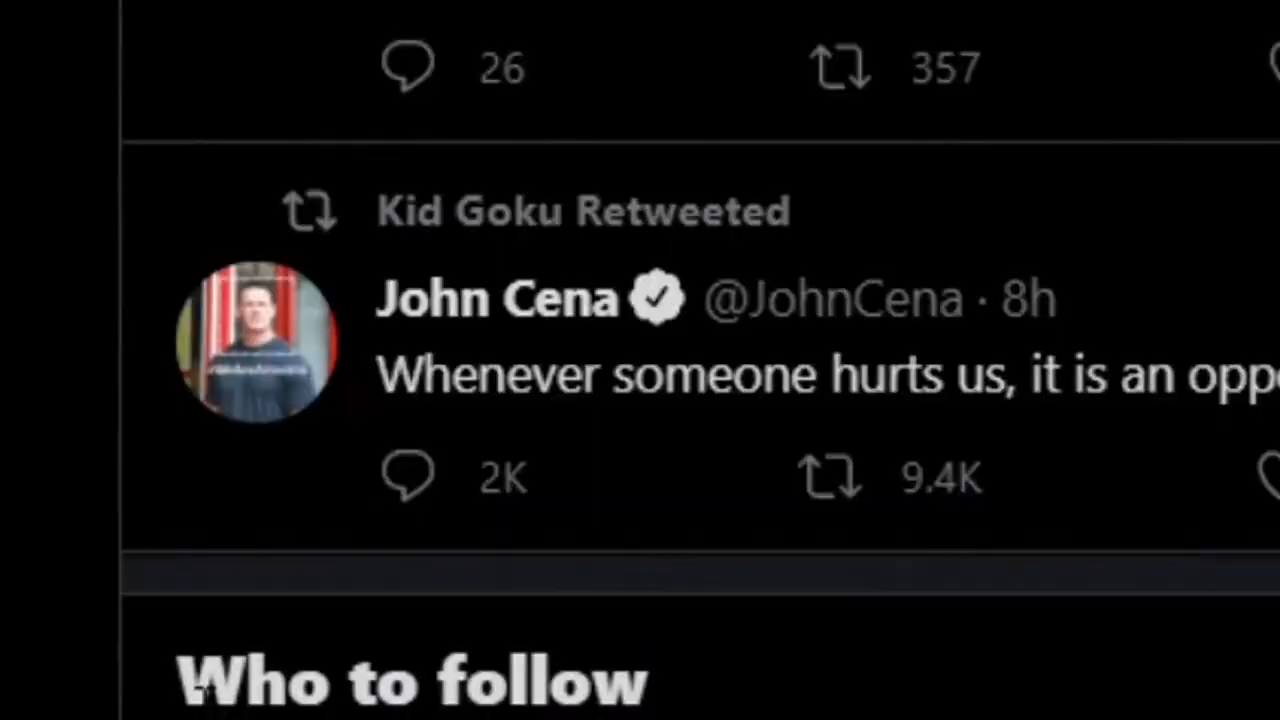 26 357
Kid Goku Retweeted
John Cena @JohnCena · 8h
Whenever someone hurts us, it is an
2K 9.4K
Who to follow